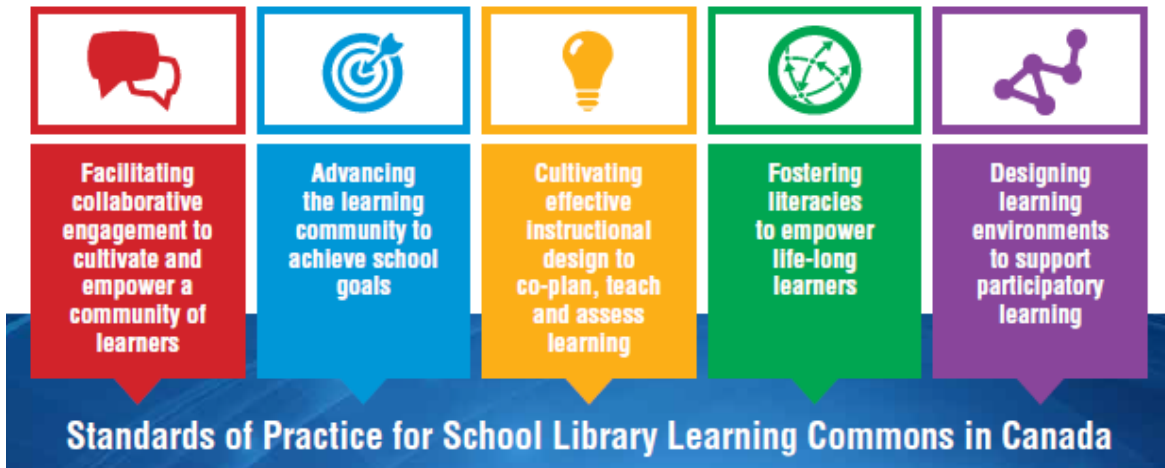 Facilitating
collaborative
engagement to
cultivate and
empower a
community of
learners
Advancing
the learning
community to
achieve school
goals
Cultivating
effective
instructional
design to
co-plan, teach
and assess
learning
Fostering
literacies
to empower
life-long
learners
Designing
learning
environments
to support
participatory
learning
Standards of Practice for School Library Learning Commons in Canada